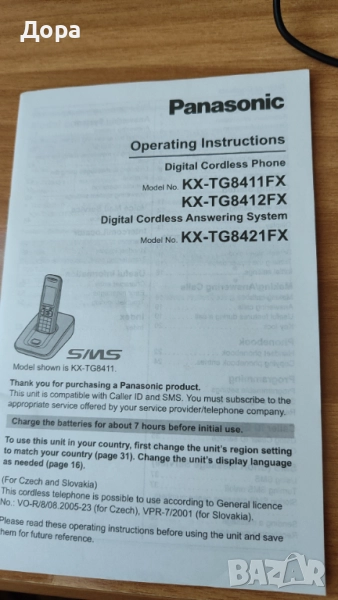 Дора
Panasonic
Operating Instructions
Digital Cordless Phone
Model No. KX-TG8411FX
KX-TG8412FX
Digital Cordless Answering System
Model No. KX-TG8421FX
SMS
Model shown is KX-TG8411.
Thank you for purchasing a Panasonic product.
This unit is compatible with Caller ID and SMS. You must subscribe to the
appropriate service offered by your service provider/telephone company.
Charge the batteries for about 7 hours before initial use.
To use this unit in your country, first change the unit's region setting
to match your country (page 31). Change the unit's display language
as needed (page 16).
(For Czech and Slovakia)
This cordless telephone is possible to use according to General licence
No.: VO-R/8/08.2005-23 (for Czech), VPR-7/2001 (for Slovakia).
Please read these operating instructions before using the unit and save
them for future reference.
BAZAR.BG